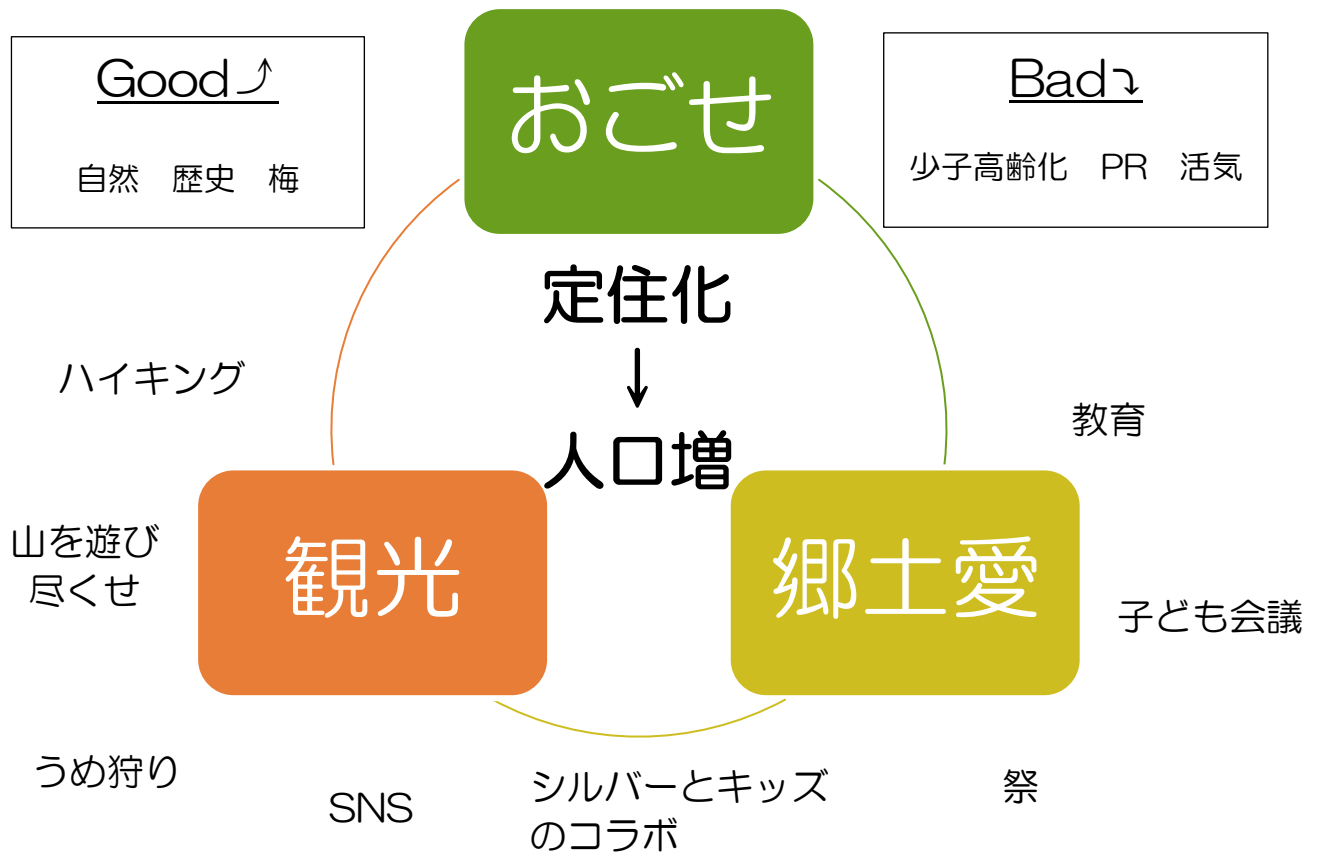 Good⤴
自然　歴史　梅
おごせ
Bad⤵
少子高齢化　PR　活気
定住化
↓
人口増
ハイキング
教育
山を遊び
尽くせ
観光
郷土愛
子ども会議
うめ狩り
SNS
シルバーとキッズ
のコラボ
祭